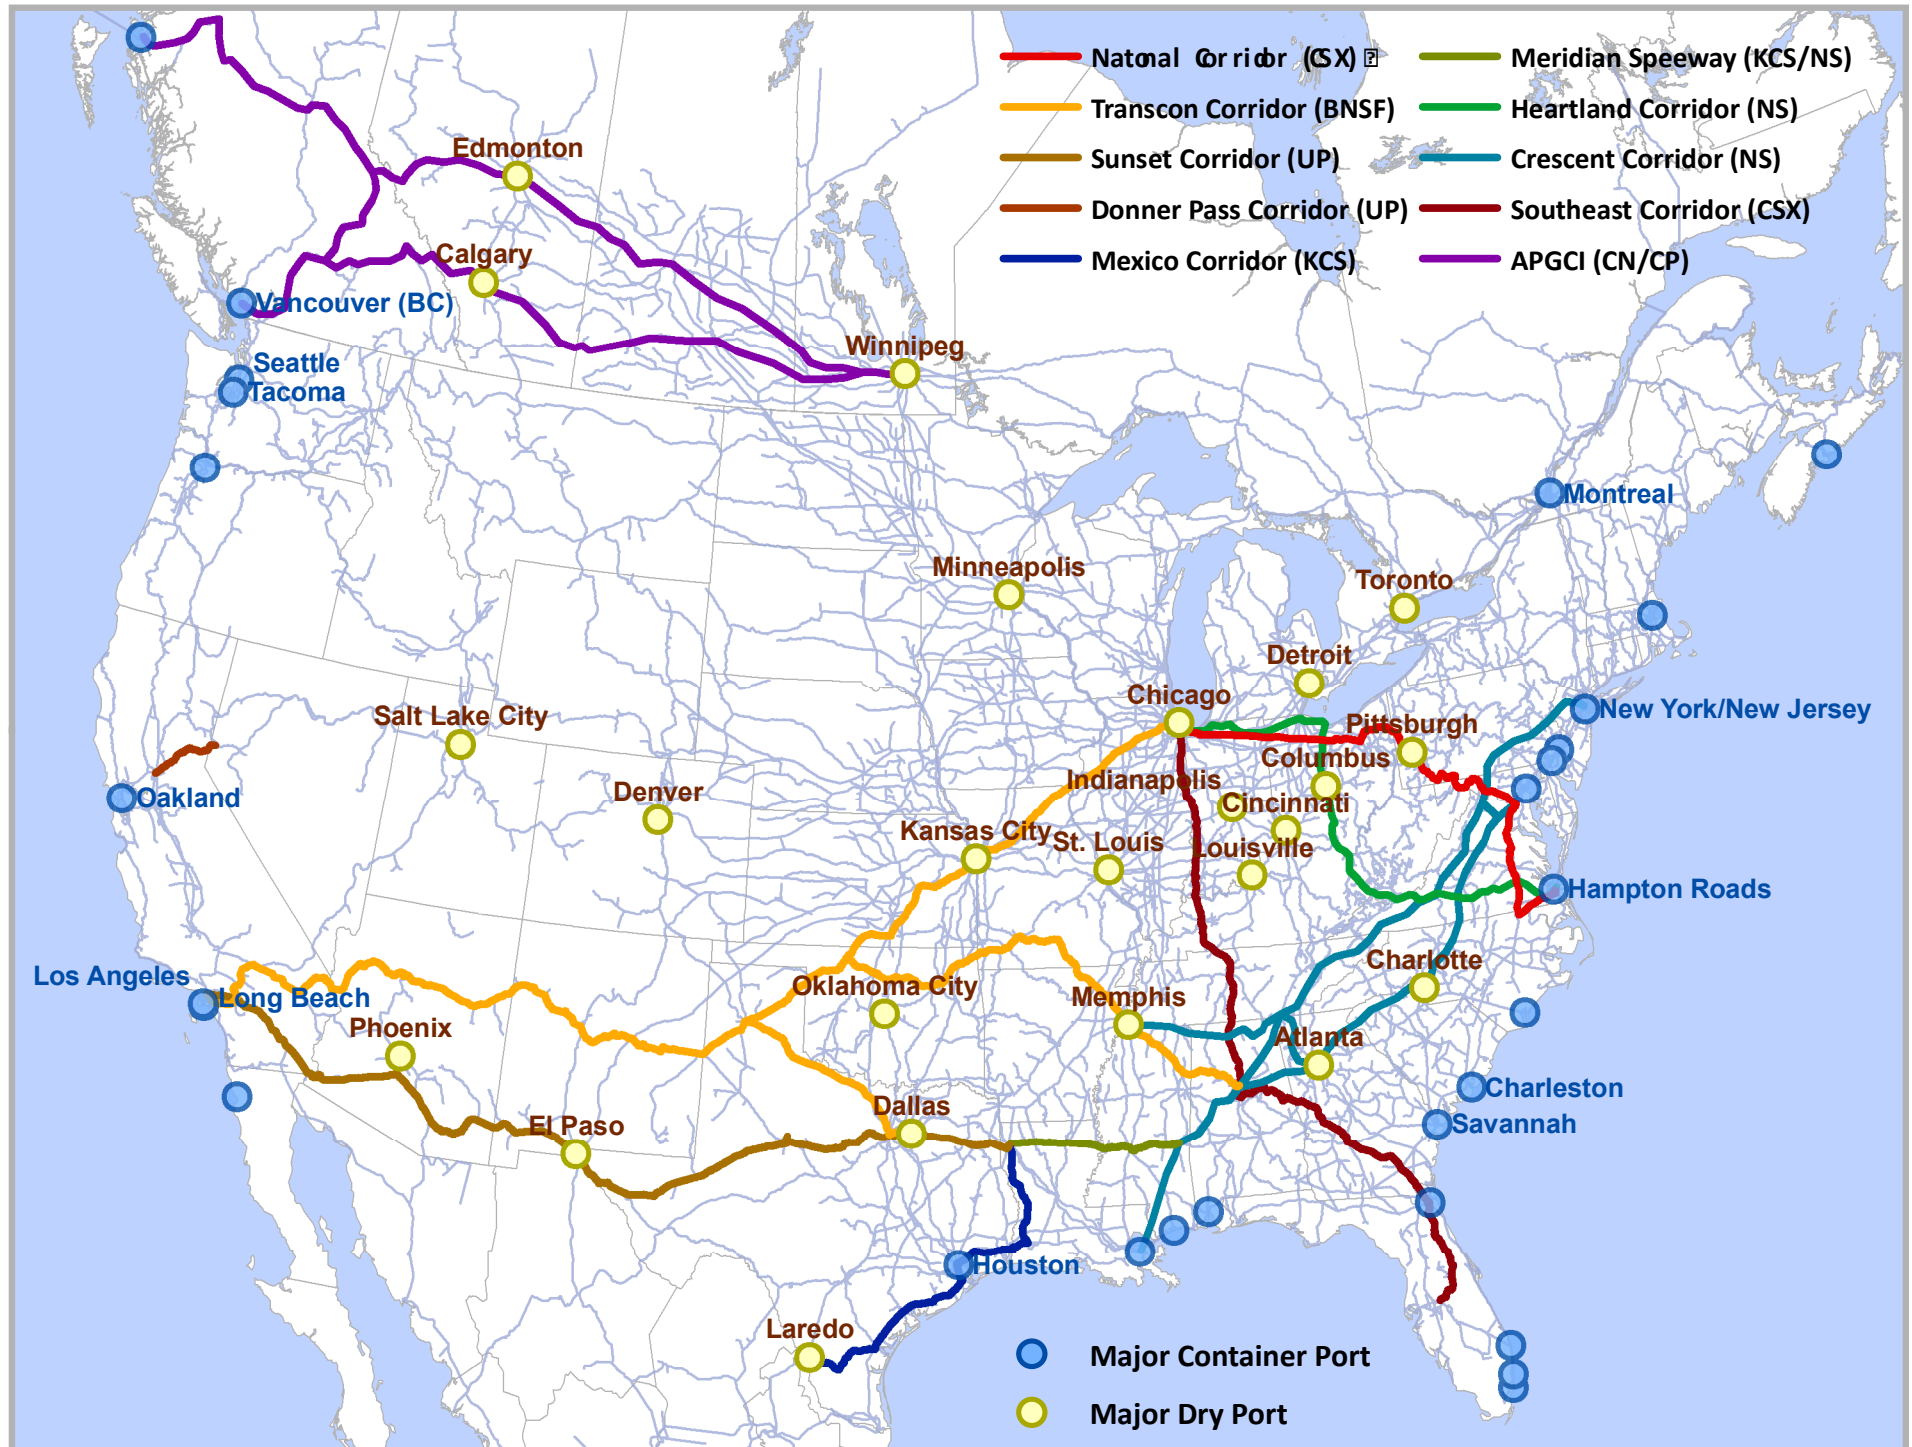 Natonal Corridor (CSX) 
Meridian Speeway (KCS/NS)
Transcon Corridor (BNSF)
Heartland Corridor (NS)
Sunset Corridor (UP)
Crescent Corridor (NS)
Donner Pass Corridor (UP)
Southeast Corridor (CSX)
Mexico Corridor (KCS)
APGCI (CN/CP)
Edmonton
Calgary
Vancouver (BC)
Winnipeg
Seattle
Tacoma
Montreal
Minneapolis
Toronto
Detroit
Chicago
New York/New Jersey
Salt Lake City
Pittsburgh
Columbus
Indianapolis
Denver
Oakland
Cincinnati
Kansas City
St. Louis
Louisville
Hampton Roads
Charlotte
Los Angeles
Oklahoma City
Long Beach
Memphis
Phoenix
Atlanta
Charleston
Dallas
El Paso
Savannah
Houston
Laredo
Major Container Port
Major Dry Port